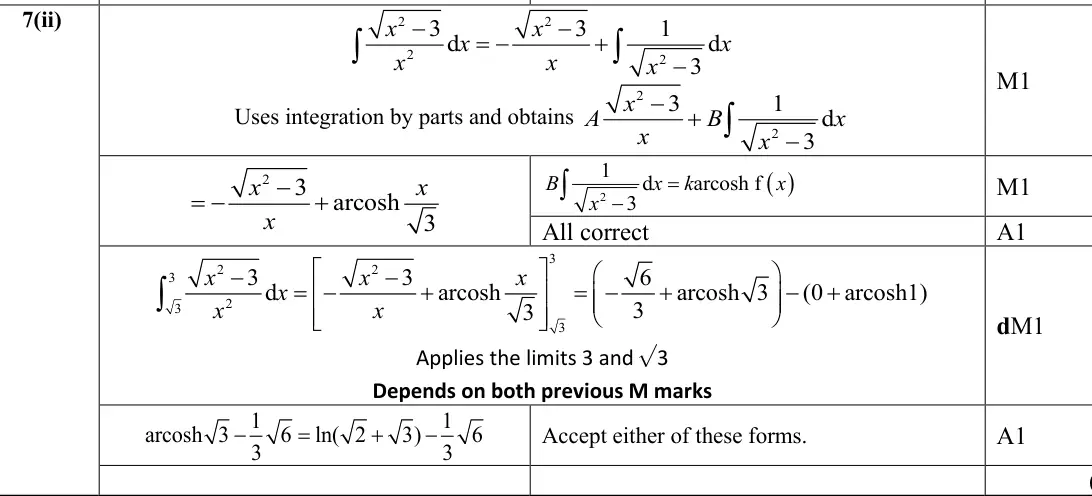 7(ii)
∫ √(x² − 3)/x² dx = − √(x² − 3)/x + ∫ 1/√(x² − 3) dx
Uses integration by parts and obtains A √(x² − 3)/x + B∫ 1/√(x² − 3) dx
M1
= − √(x² − 3)/x + arcosh x/√3
B∫ 1/√(x² − 3) dx = karcosh f(x)
M1
All correct
A1
∫_{√3}^{3} √(x² − 3)/x² dx = [− √(x² − 3)/x + arcosh x/√3]_{√3}^{3} = (− √6/3 + arcosh √3) − (0 + arcosh1)
Applies the limits 3 and √3
Depends on both previous M marks
dM1
arcosh √3 − 1/3 √6 = ln(√2 + √3) − 1/3 √6
Accept either of these forms.
A1